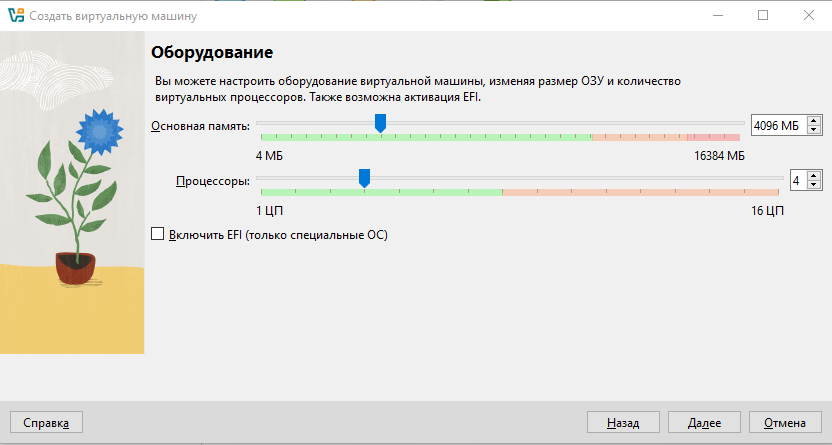 Создать виртуальную машину
Оборудование
Вы можете настроить оборудование виртуальной машины, изменяя размер ОЗУ и количество
виртуальных процессоров. Также возможна активация EFI.
Основная память: 4096 МБ
4 МБ 16384 МБ
Процессоры: 4
1 ЦП 16 ЦП
Включить EFI (только специальные ОС)
Справка Назад Далее Отмена